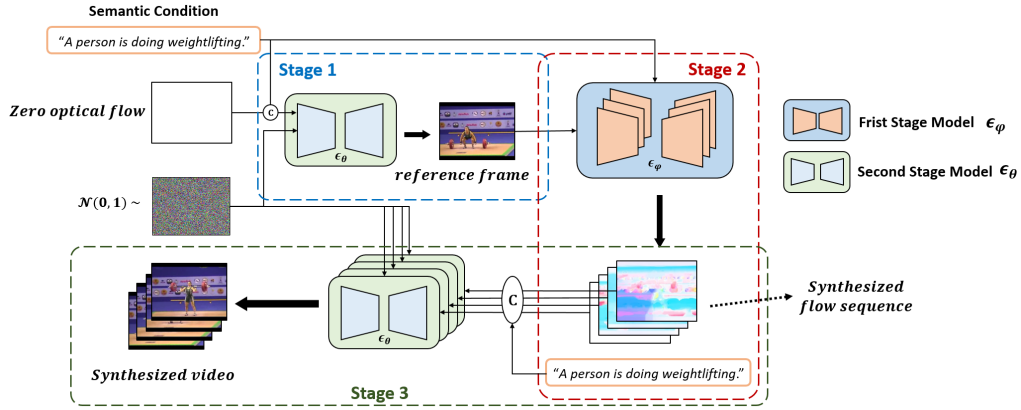 Semantic Condition
“A person is doing weightlifting.”
Stage 1
Stage 2
Zero optical flow
C
ϵθ
reference frame
ϵφ
Frist Stage Model ϵφ
Second Stage Model ϵθ
𝒩(0, 1) ~
ϵθ
C
Synthesized
flow sequence
Synthesized video
“A person is doing weightlifting.”
Stage 3